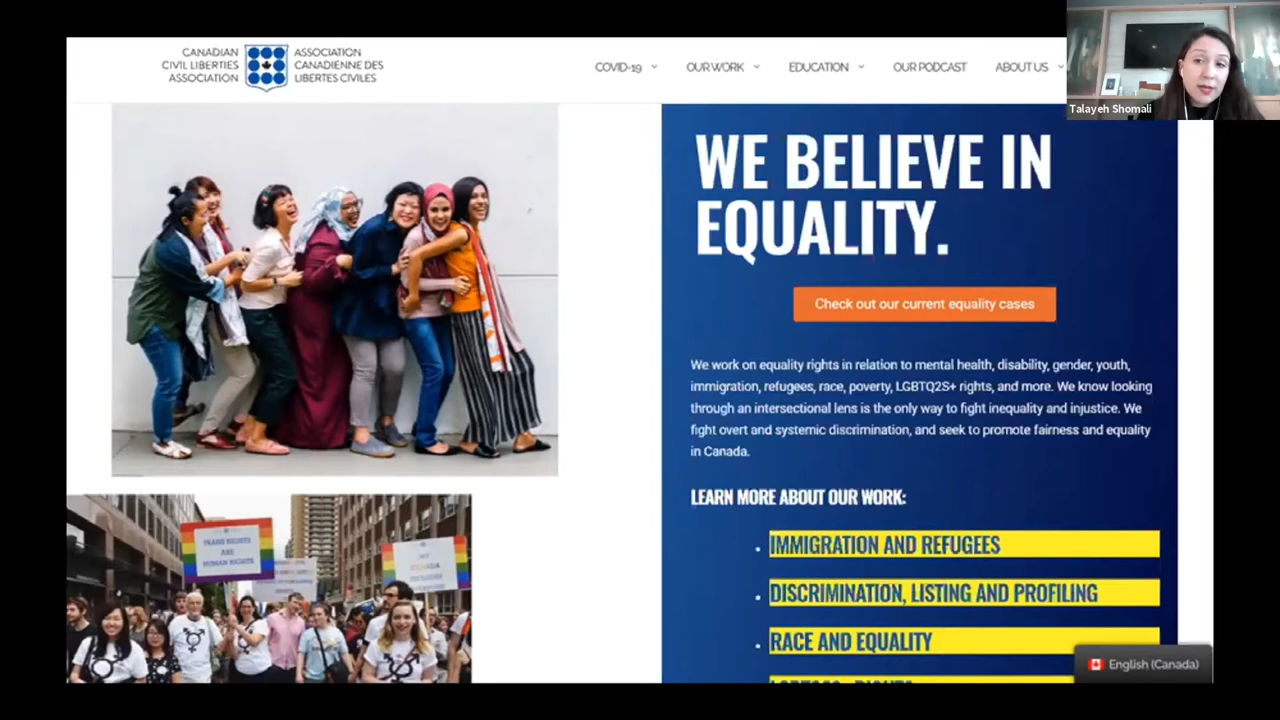 CANADIAN
CIVIL LIBERTIES
ASSOCIATION
ASSOCIATION
CANADIENNE DES
LIBERTES CIVILES
COVID-19
OUR WORK
EDUCATION
OUR PODCAST
ABOUT US
Talayeh Shomali
WE BELIEVE IN
EQUALITY.
Check out our current equality cases
We work on equality rights in relation to mental health, disability, gender, youth,
immigration, refugees, race, poverty, LGBTQ2S+ rights, and more. We know looking
through an intersectional lens is the only way to fight inequality and injustice. We
fight overt and systemic discrimination, and seek to promote fairness and equality
in Canada.
LEARN MORE ABOUT OUR WORK:
IMMIGRATION AND REFUGEES
DISCRIMINATION, LISTING AND PROFILING
RACE AND EQUALITY
TRANS RIGHTS
ARE
HUMAN RIGHTS
English (Canada)